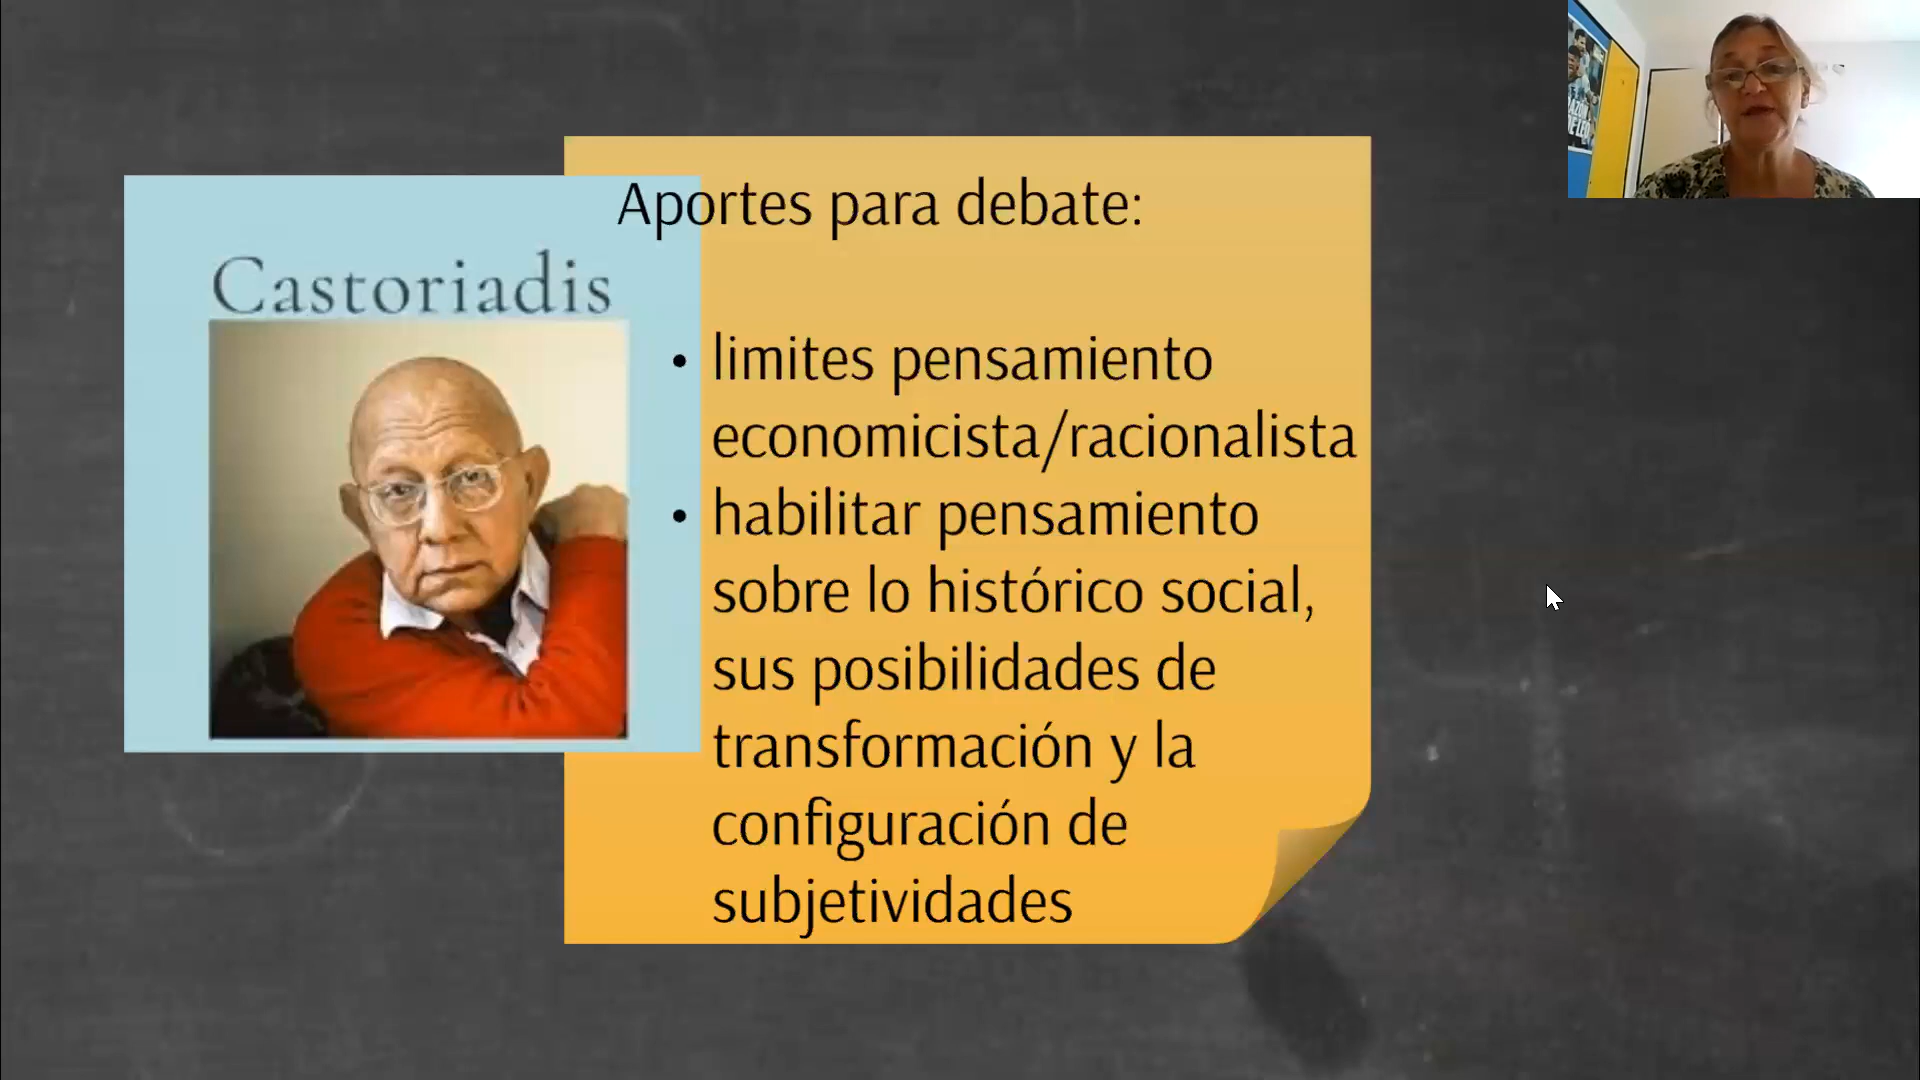 Castoriadis
Aportes para debate:
• limites pensamiento
economicista/racionalista
• habilitar pensamiento
sobre lo histórico social,
sus posibilidades de
transformación y la
configuración de
subjetividades